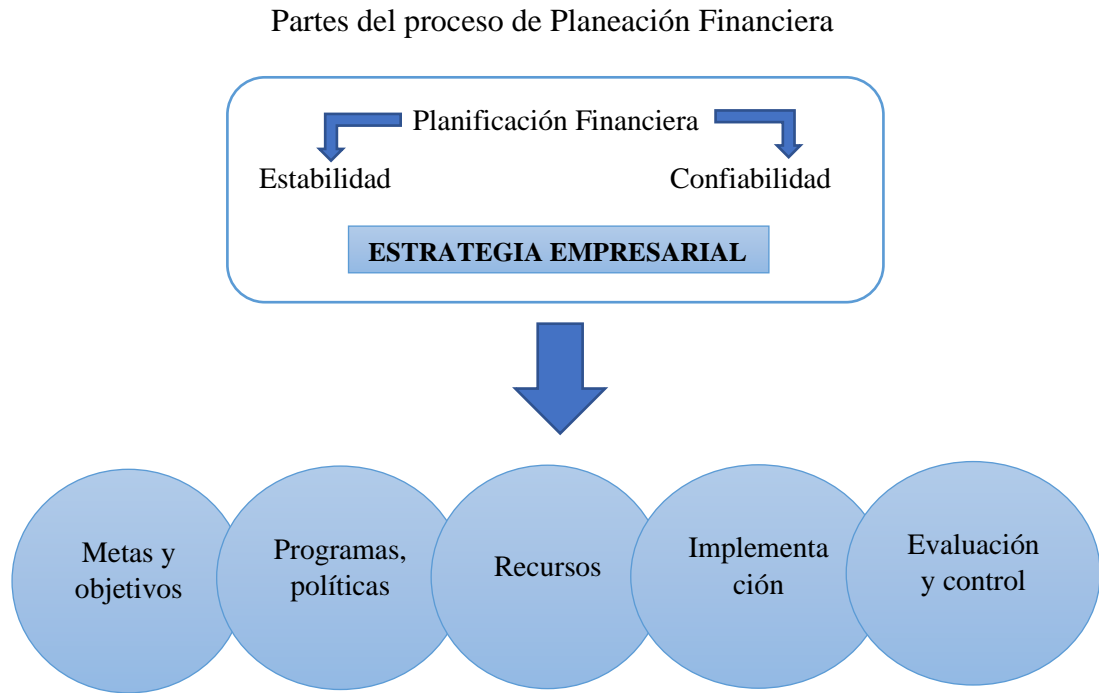 Partes del proceso de Planeación Financiera
Planificación Financiera
Estabilidad
Confiabilidad
ESTRATEGIA EMPRESARIAL
Metas y
objetivos
Programas,
políticas
Recursos
Implementa
ción
Evaluación
y control